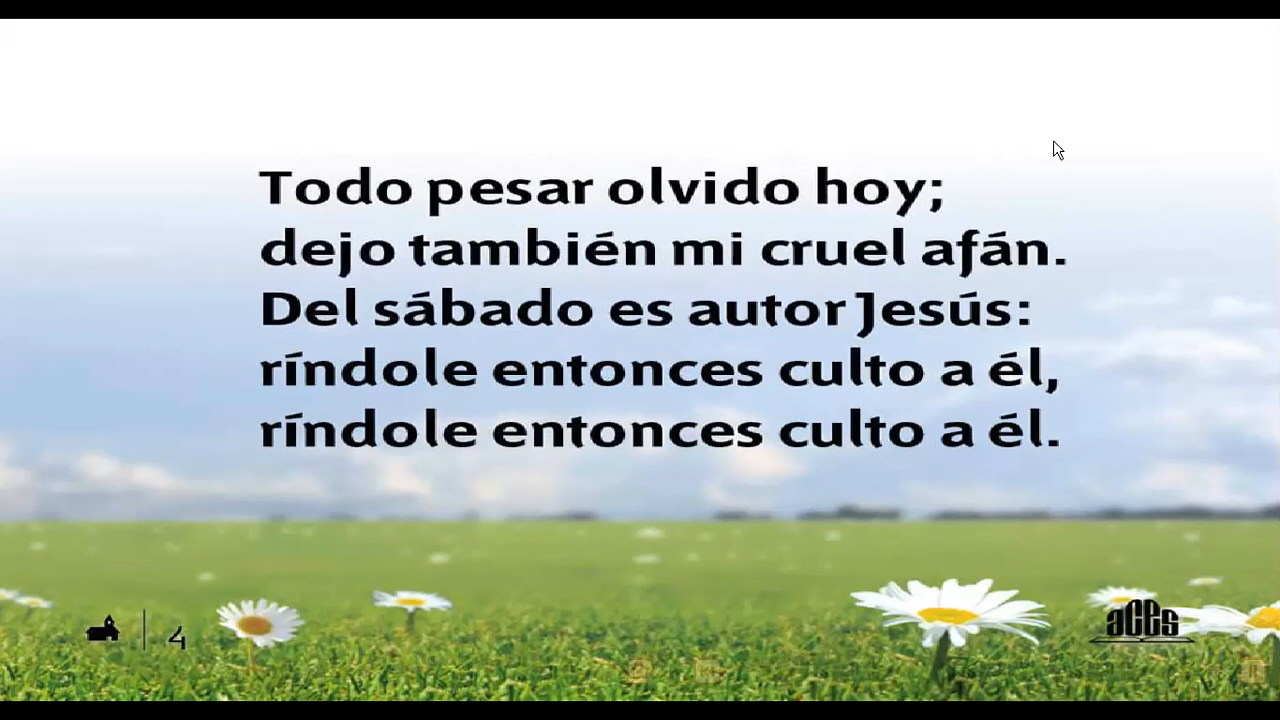 Todo pesar olvido hoy;
dejo también mi cruel afán.
Del sábado es autor Jesús:
ríndole entonces culto a él,
ríndole entonces culto a él.
4
aces